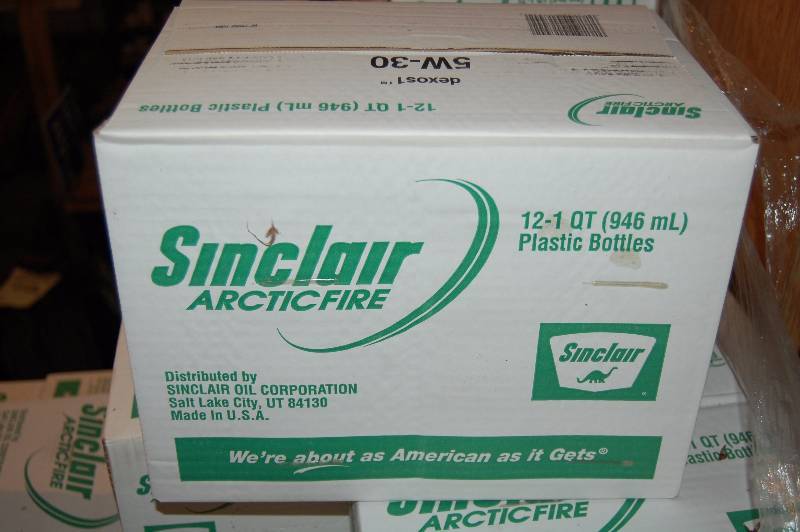 dexos1™
5W-30
12-1 QT (946 mL) Plastic Bottles
Sinclair
ARCTICFIRE
Sinclair
ARCTICFIRE
12-1 QT (946 mL)
Plastic Bottles
Sinclair
Distributed by
SINCLAIR OIL CORPORATION
Salt Lake City, UT 84130
Made In U.S.A.
We're about as American as it Gets®
Sinclair
ARCTICFIRE
Sinclair
ARCTICFIRE